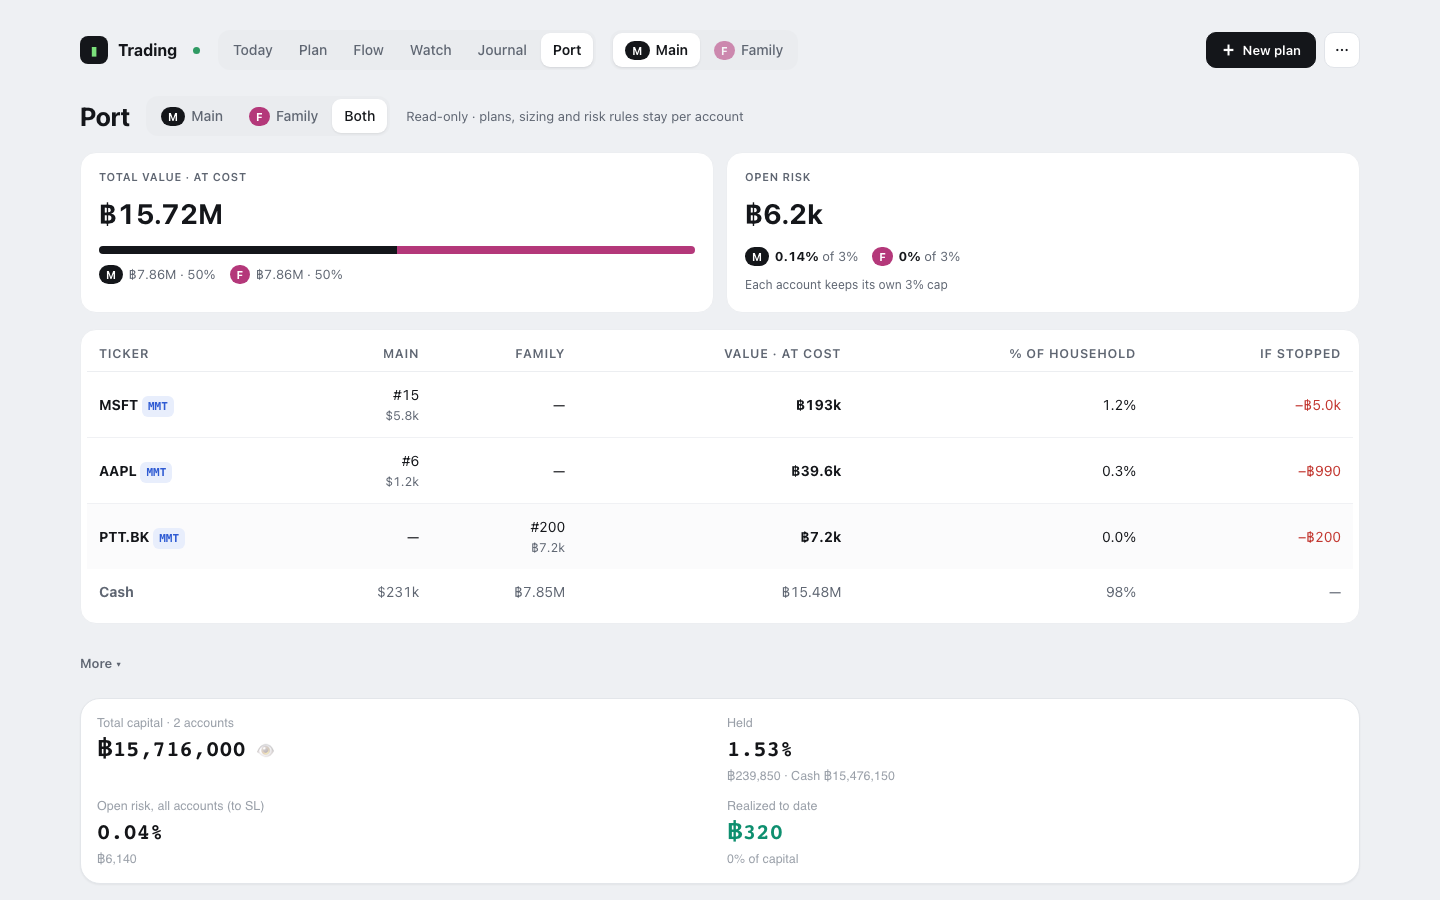 Trading Today Plan Flow Watch Journal Port M Main F Family + New plan ···
Port M Main F Family Both Read-only · plans, sizing and risk rules stay per account
TOTAL VALUE · AT COST
฿15.72M
M ฿7.86M · 50% F ฿7.86M · 50%
OPEN RISK
฿6.2k
M 0.14% of 3% F 0% of 3%
Each account keeps its own 3% cap
TICKER MAIN FAMILY VALUE · AT COST % OF HOUSEHOLD IF STOPPED
MSFT MMT #15 — ฿193k 1.2% −฿5.0k
$5.8k
AAPL MMT #6 — ฿39.6k 0.3% −฿990
$1.2k
PTT.BK MMT — #200 ฿7.2k 0.0% −฿200
฿7.2k
Cash $231k ฿7.85M ฿15.48M 98% —
More ▾
Total capital · 2 accounts
฿15,716,000
Held
1.53%
฿239,850 · Cash ฿15,476,150
Open risk, all accounts (to SL)
0.04%
฿6,140
Realized to date
฿320
0% of capital